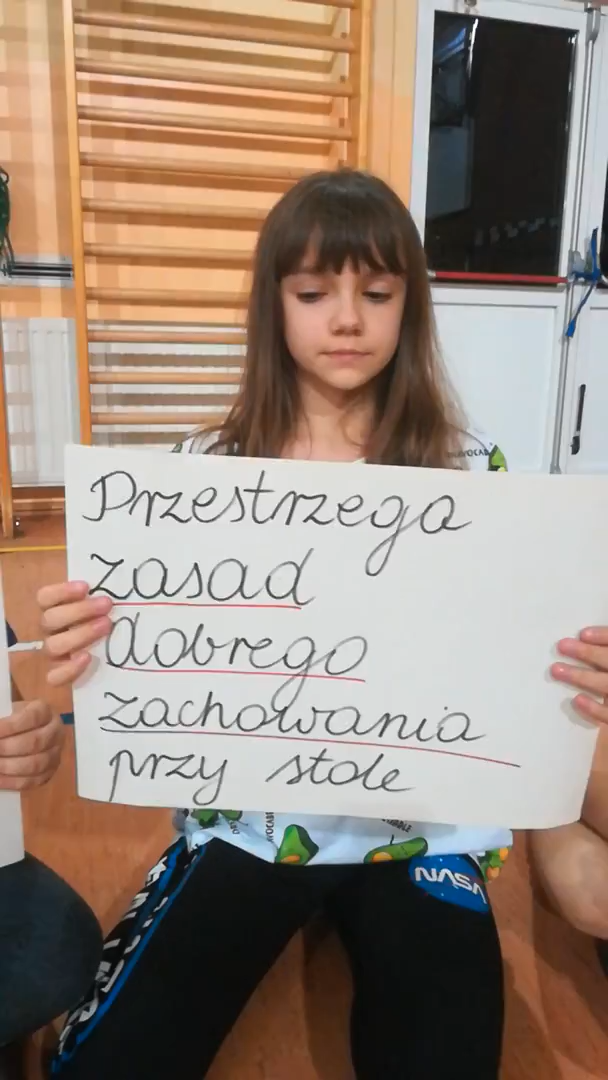 Przestrzega
zasad
dobrego
zachowania
przy stole
NASA